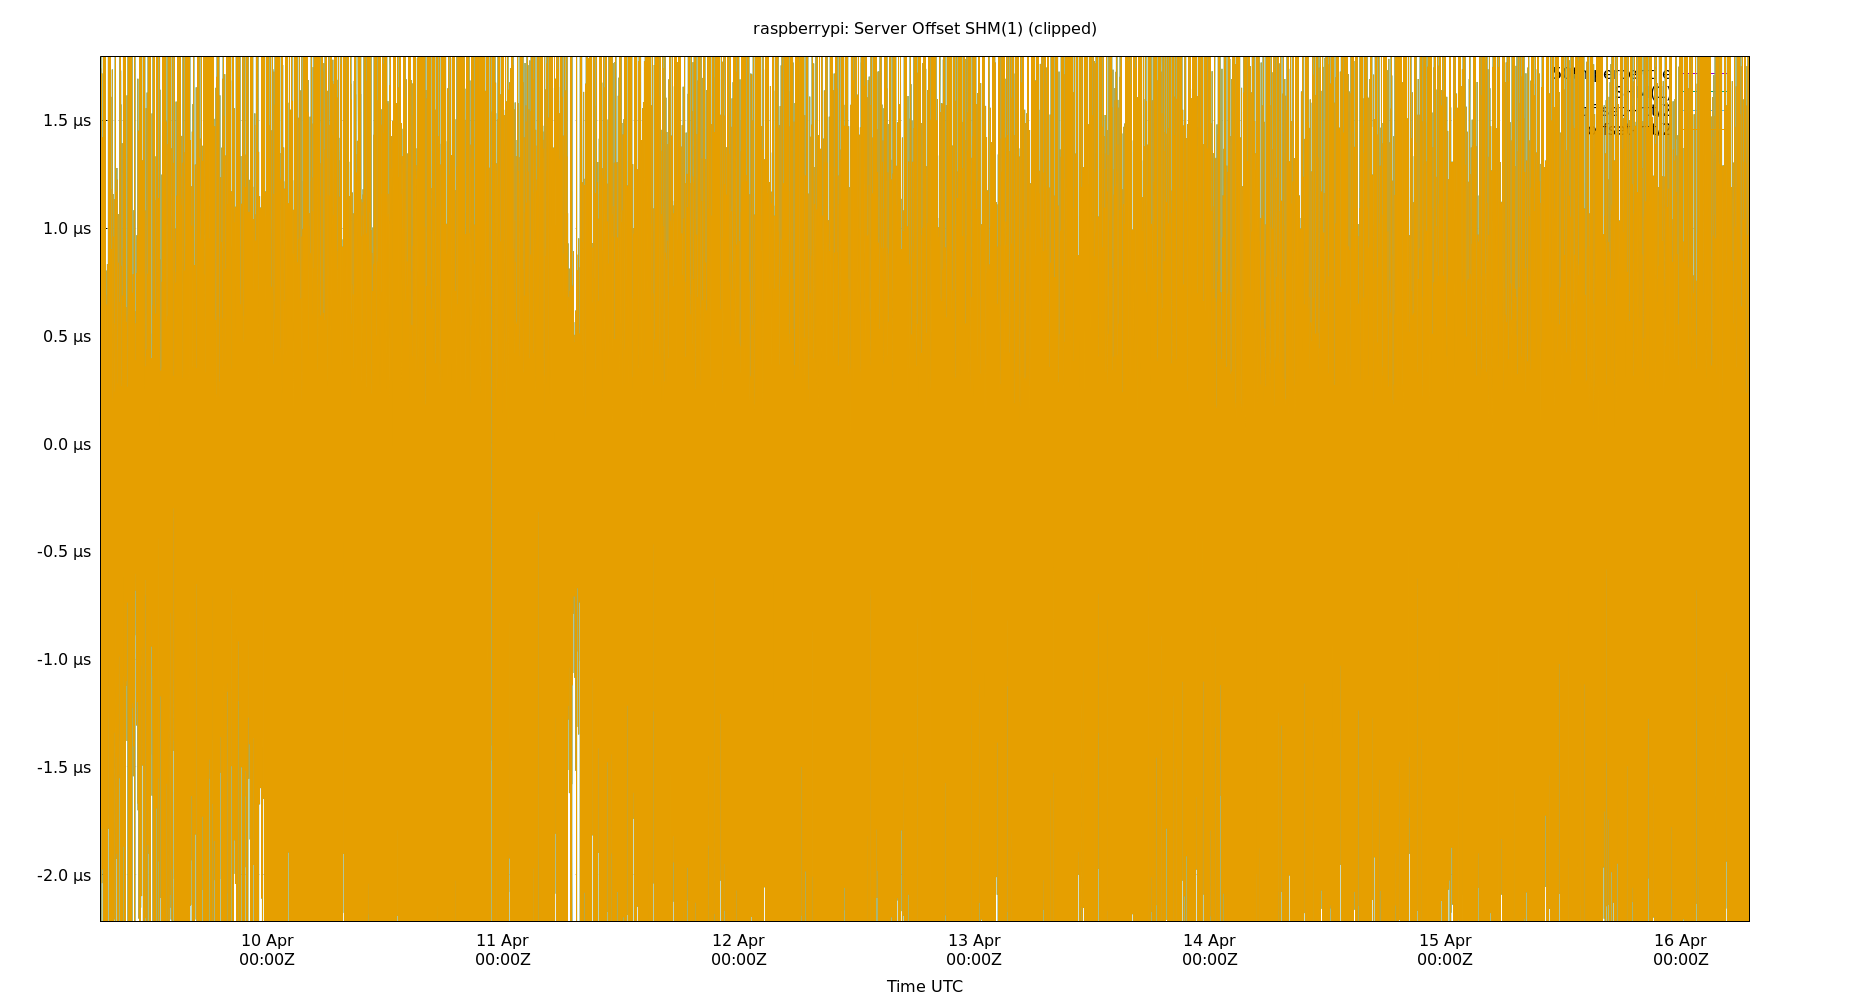 raspberrypi: Server Offset SHM(1) (clipped)
1.5 µs
1.0 µs
0.5 µs
0.0 µs
-0.5 µs
-1.0 µs
-1.5 µs
-2.0 µs
10 Apr 11 Apr 12 Apr 13 Apr 14 Apr 15 Apr 16 Apr
00:00Z 00:00Z 00:00Z 00:00Z 00:00Z 00:00Z 00:00Z
Time UTC